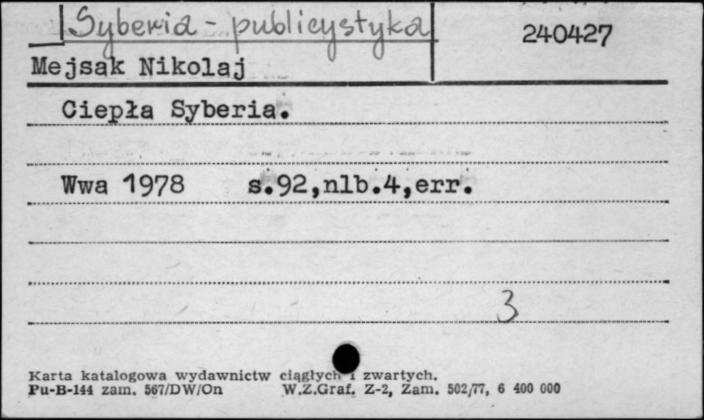 Syberia - publicystyka
240427
Mejsak Nikolaj
Ciepła Syberia.
Wwa 1978 s.92,nlb.4,err.
3
Karta katalogowa wydawnictw ciągłych i zwartych.
Pu-B-144 zam. 567/DW/On W.Z.Graf. Z-2, Zam. 502/77, 6 400 000